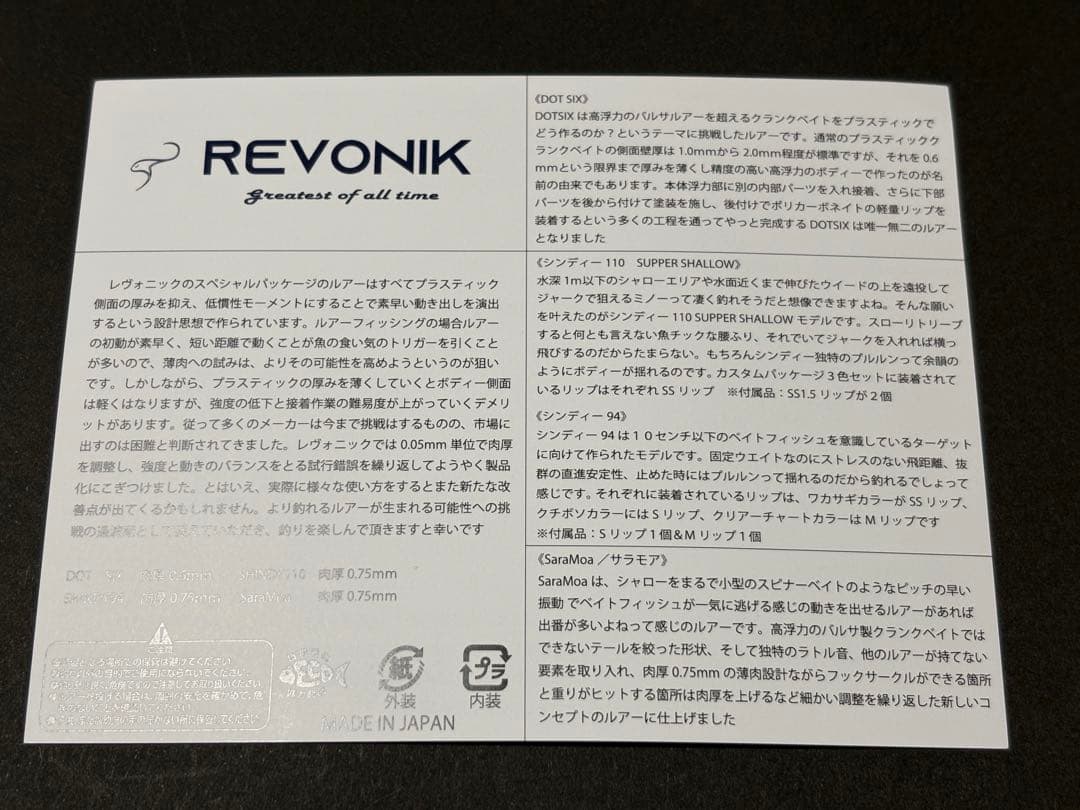 REVONIK
Greatest of all time
レヴォニックのスペシャルパッケージのルアーはすべてプラスティック
側面の厚みを抑え、低慣性モーメントにすることで素早い動き出しを演出
するという設計思想で作られています。ルアーフィッシングの場合ルアー
の初動が素早く、短い距離で動くことが魚の食い気のトリガーを引くこと
が多いので、薄肉への試みは、よりその可能性を高めようというのが狙い
です。しかしながら、プラスティックの厚みを薄くしていくとボディー側面
は軽くはなりますが、強度の低下と接着作業の難易度が上がっていくデメリ
ットがあります。従って多くのメーカーは今まで挑戦はするものの、市場に
出すのは困難と判断されてきました。レヴォニックでは 0.05mm 単位で肉厚
を調整し、強度と動きのバランスをとる試行錯誤を繰り返してようやく製品
化にこぎつけました。とはいえ、実際に様々な使い方をするとまた新たな改
善点が出てくるかもしれません。より釣れるルアーが生まれる可能性への挑
戦の過渡期として捉えていただき、釣りを楽しんで頂きますと幸いです
DOT SIX 肉厚 0.6mm SHINDY110 肉厚 0.75mm
肉厚 0.75mm SaraMoa 肉厚 0.75mm
紙
外装
プラ
内装
MADE IN JAPAN
《DOT SIX》
DOTSIX は高浮力のバルサルアーを超えるクランクベイトをプラスティックで
どう作るのか？というテーマに挑戦したルアーです。通常のプラスティックク
ランクベイトの側面壁厚は 1.0mmから 2.0mm程度が標準ですが、それを 0.6
mmという限界まで厚みを薄くし精度の高い高浮力のボディーで作ったのが名
前の由来でもあります。本体浮力部に別の内部パーツを入れ接着、さらに下部
パーツを後から付けて塗装を施し、後付けでポリカーボネイトの軽量リップを
装着するという多くの工程を通ってやっと完成する DOTSIX は唯一無二のルアー
となりました
《シンディー 110 SUPPER SHALLOW》
水深 1m以下のシャローエリアや水面近くまで伸びたウイードの上を遠投して
ジャークで狙えるミノーって凄く釣れそうだと想像できますよね。そんな願い
を叶えたのがシンディー 110 SUPPER SHALLOW モデルです。スローリトリーブ
すると何とも言えない魚チックな腰ふり、それでいてジャークを入れれば横っ
飛びするのだからたまらない。もちろんシンディー独特のプルルンって余韻の
ようにボディーが揺れるのです。カスタムパッケージ３色セットに装着されて
いるリップはそれぞれ SS リップ ※付属品：SS1.5 リップが２個
《シンディー 94》
シンディー 94 は１０センチ以下のベイトフィッシュを意識しているターゲット
に向けて作られたモデルです。固定ウエイトなのにストレスのない飛距離、抜
群の直進安定性、止めた時にはプルルンって揺れるのだから釣れるでしょって
感じです。それぞれに装着されているリップは、ワカサギカラーが SS リップ、
クチボソカラーには S リップ、クリアーチャートカラーは M リップです
※付属品：S リップ１個＆M リップ１個
《SaraMoa ／サラモア》
SaraMoa は、シャローをまるで小型のスピナーベイトのようなピッチの早い
振動 でベイトフィッシュが一気に逃げる感じの動きを出せるルアーがあれば
出番が多いよねって感じのルアーです。高浮力のバルサ製クランクベイトでは
できないテールを絞った形状、そして独特のラトル音、他のルアーが持てない
要素を取り入れ、肉厚 0.75mm の薄肉設計ながらフックサークルができる箇所
と重りがヒットする箇所は肉厚を上げるなど細かい調整を繰り返した新しいコ
ンセプトのルアーに仕上げました